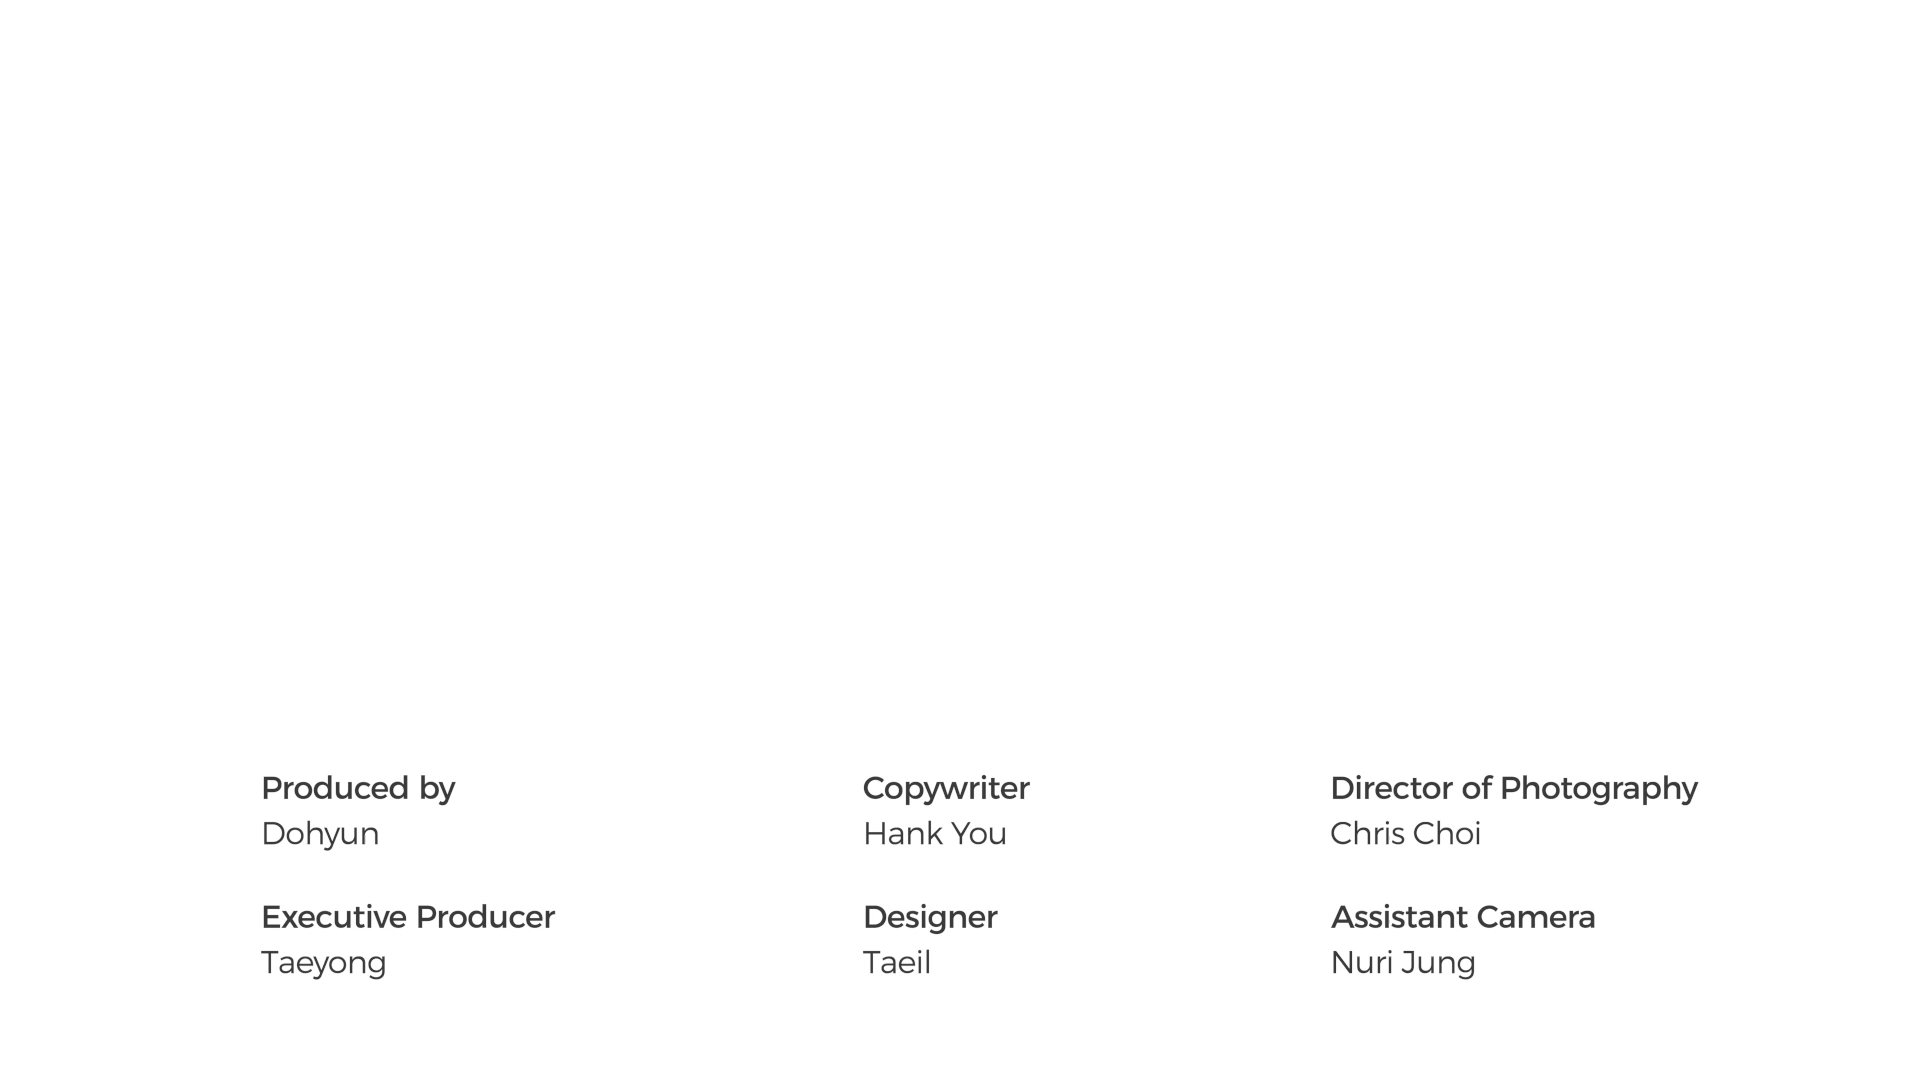 Produced by
Dohyun
Executive Producer
Taeyong
Copywriter
Hank You
Designer
Taeil
Director of Photography
Chris Choi
Assistant Camera
Nuri Jung